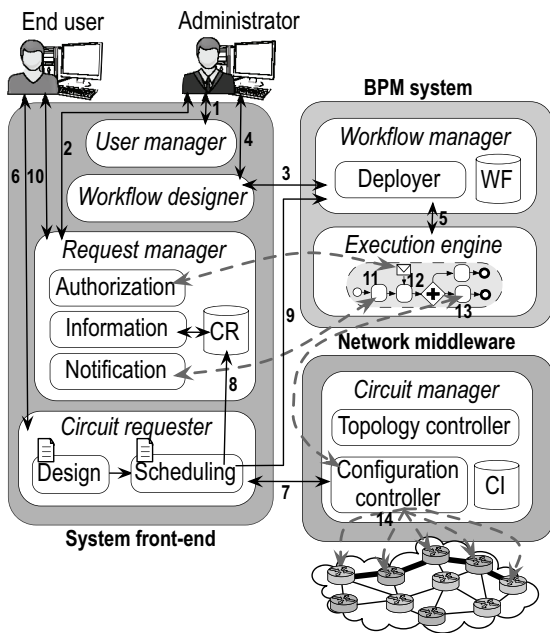 End user
Administrator
BPM system
1
2
4
6
10
User manager
Workflow designer
3
Workflow manager
Deployer
WF
5
Request manager
Authorization
Information
CR
Notification
8
9
Execution engine
11
12
13
Network middleware
Circuit requester
Design
Scheduling
7
System front-end
Circuit manager
Topology controller
Configuration
controller
CI
14